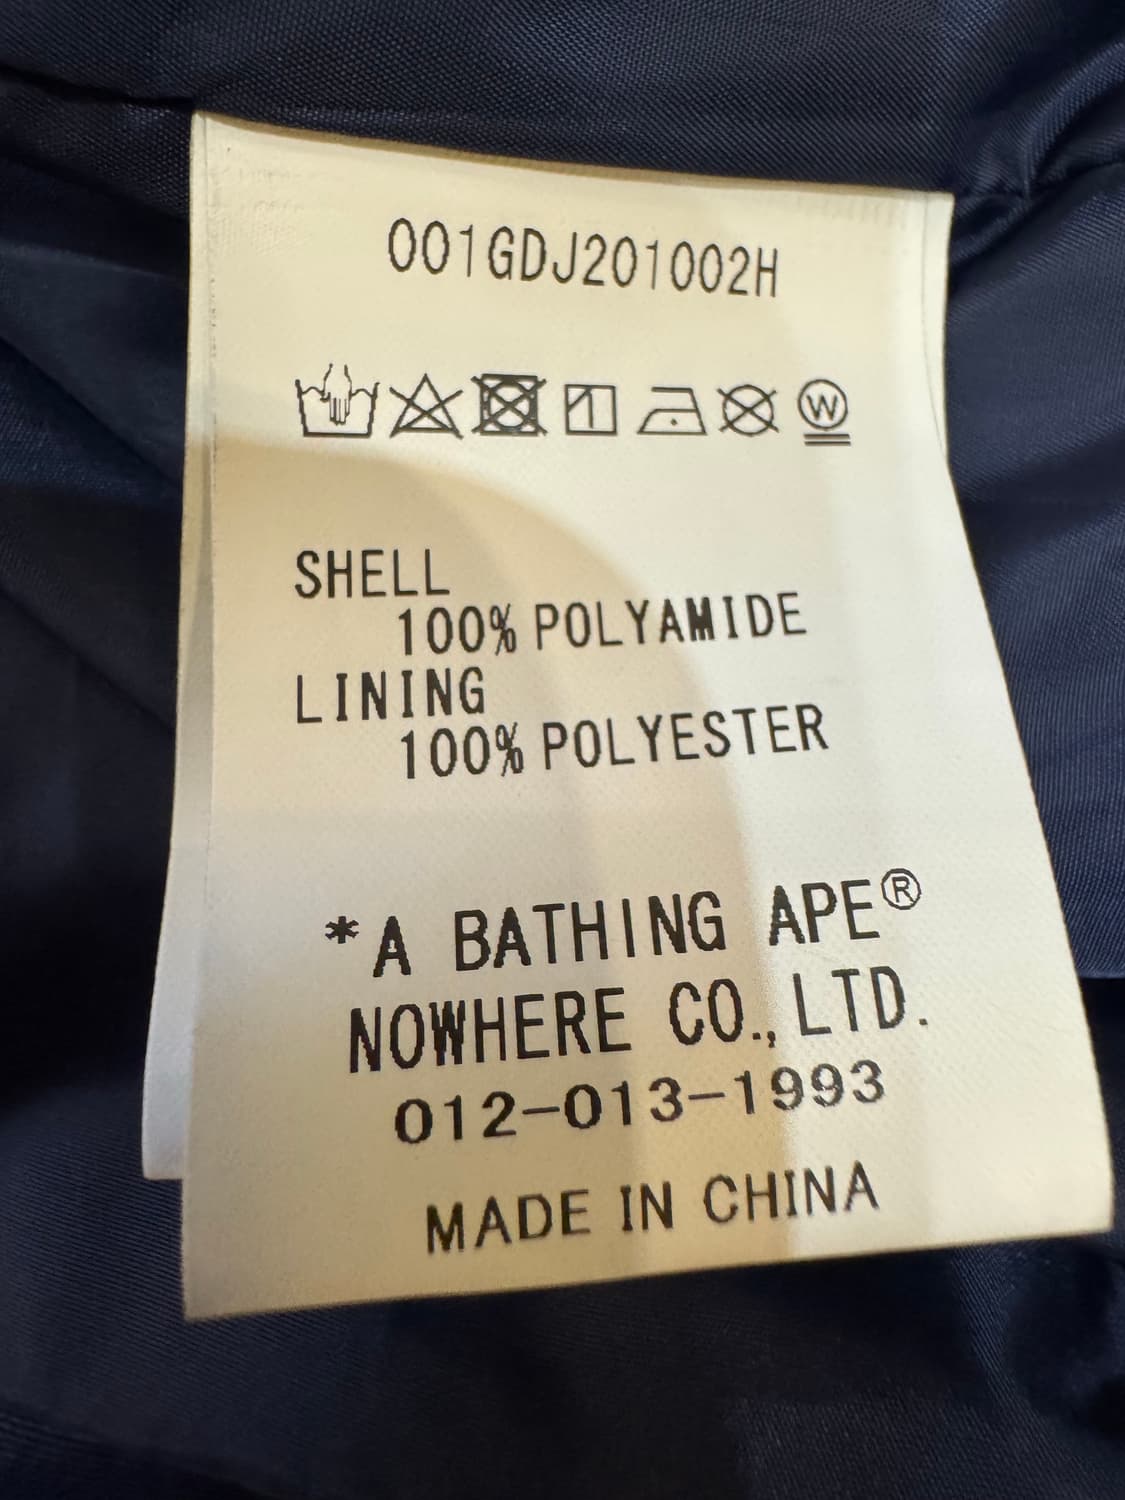 001GDJ201002H
W
SHELL
100% POLYAMIDE
LINING
100% POLYESTER
*A BATHING APE®
NOWHERE CO., LTD.
012-013-1993
MADE IN CHINA